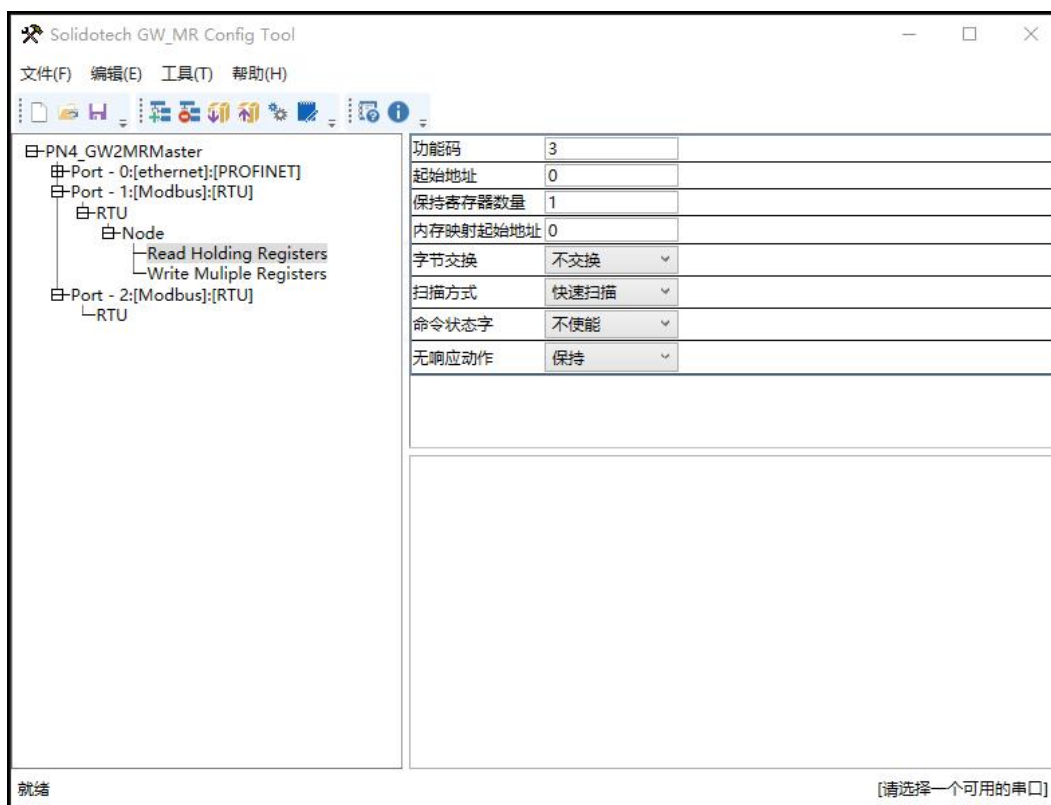 Solidotech GW_MR Config Tool
文件(F) 编辑(E) 工具(T) 帮助(H)
PN4_GW2MRMaster
Port - 0:[ethernet]:[PROFINET]
Port - 1:[Modbus]:[RTU]
RTU
Node
Read Holding Registers
Write Muliple Registers
Port - 2:[Modbus]:[RTU]
RTU
功能码 3
起始地址 0
保持寄存器数量 1
内存映射起始地址 0
字节交换 不交换
扫描方式 快速扫描
命令状态字 不使能
无响应动作 保持
就绪 [请选择一个可用的串口]